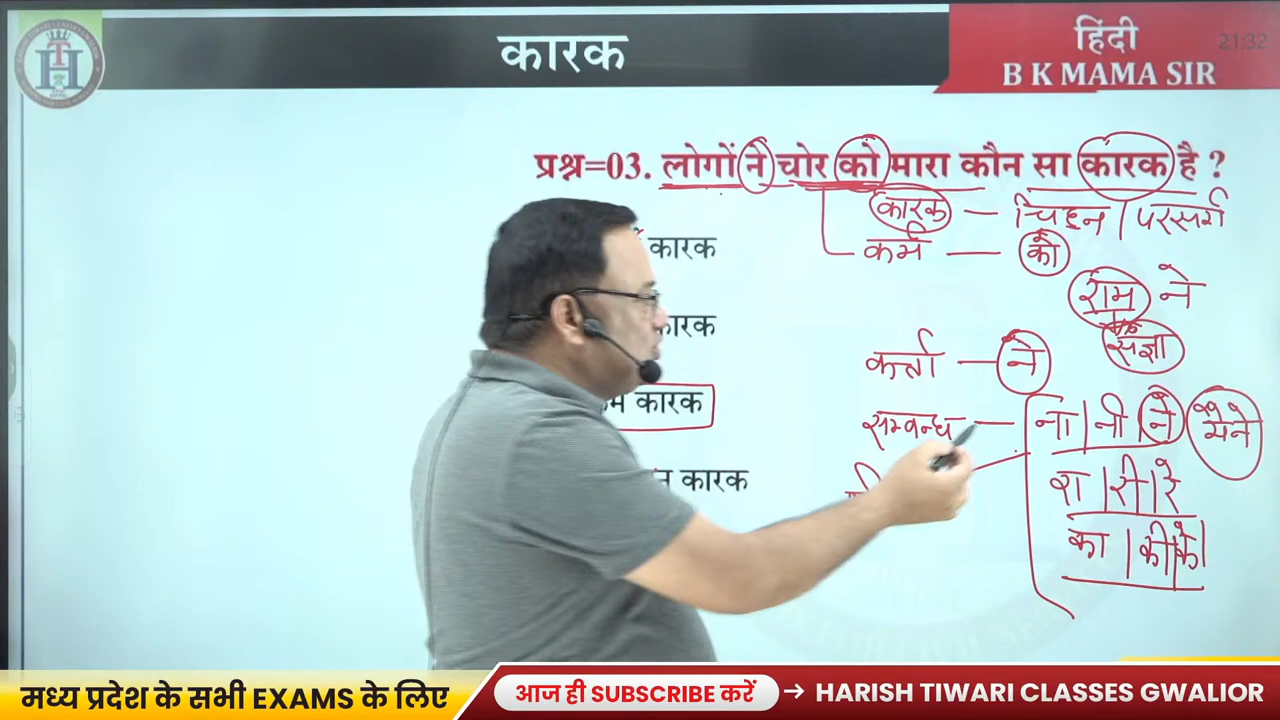 कारक
हिंदी
21:32
B K MAMA SIR
प्रश्न=03. लोगों ने चोर को मारा कौन सा कारक है ?
कारक
कारक
कर्म कारक
कारक
कारक — चिह्न / परसर्ग
कर्म — को
राम ने
संज्ञा
कर्त्ता — ने
सम्बन्ध — ना / नी / ने मैंने
रा / री / रे
का / की / के
मध्य प्रदेश के सभी EXAMS के लिए
आज ही SUBSCRIBE करें → HARISH TIWARI CLASSES GWALIOR